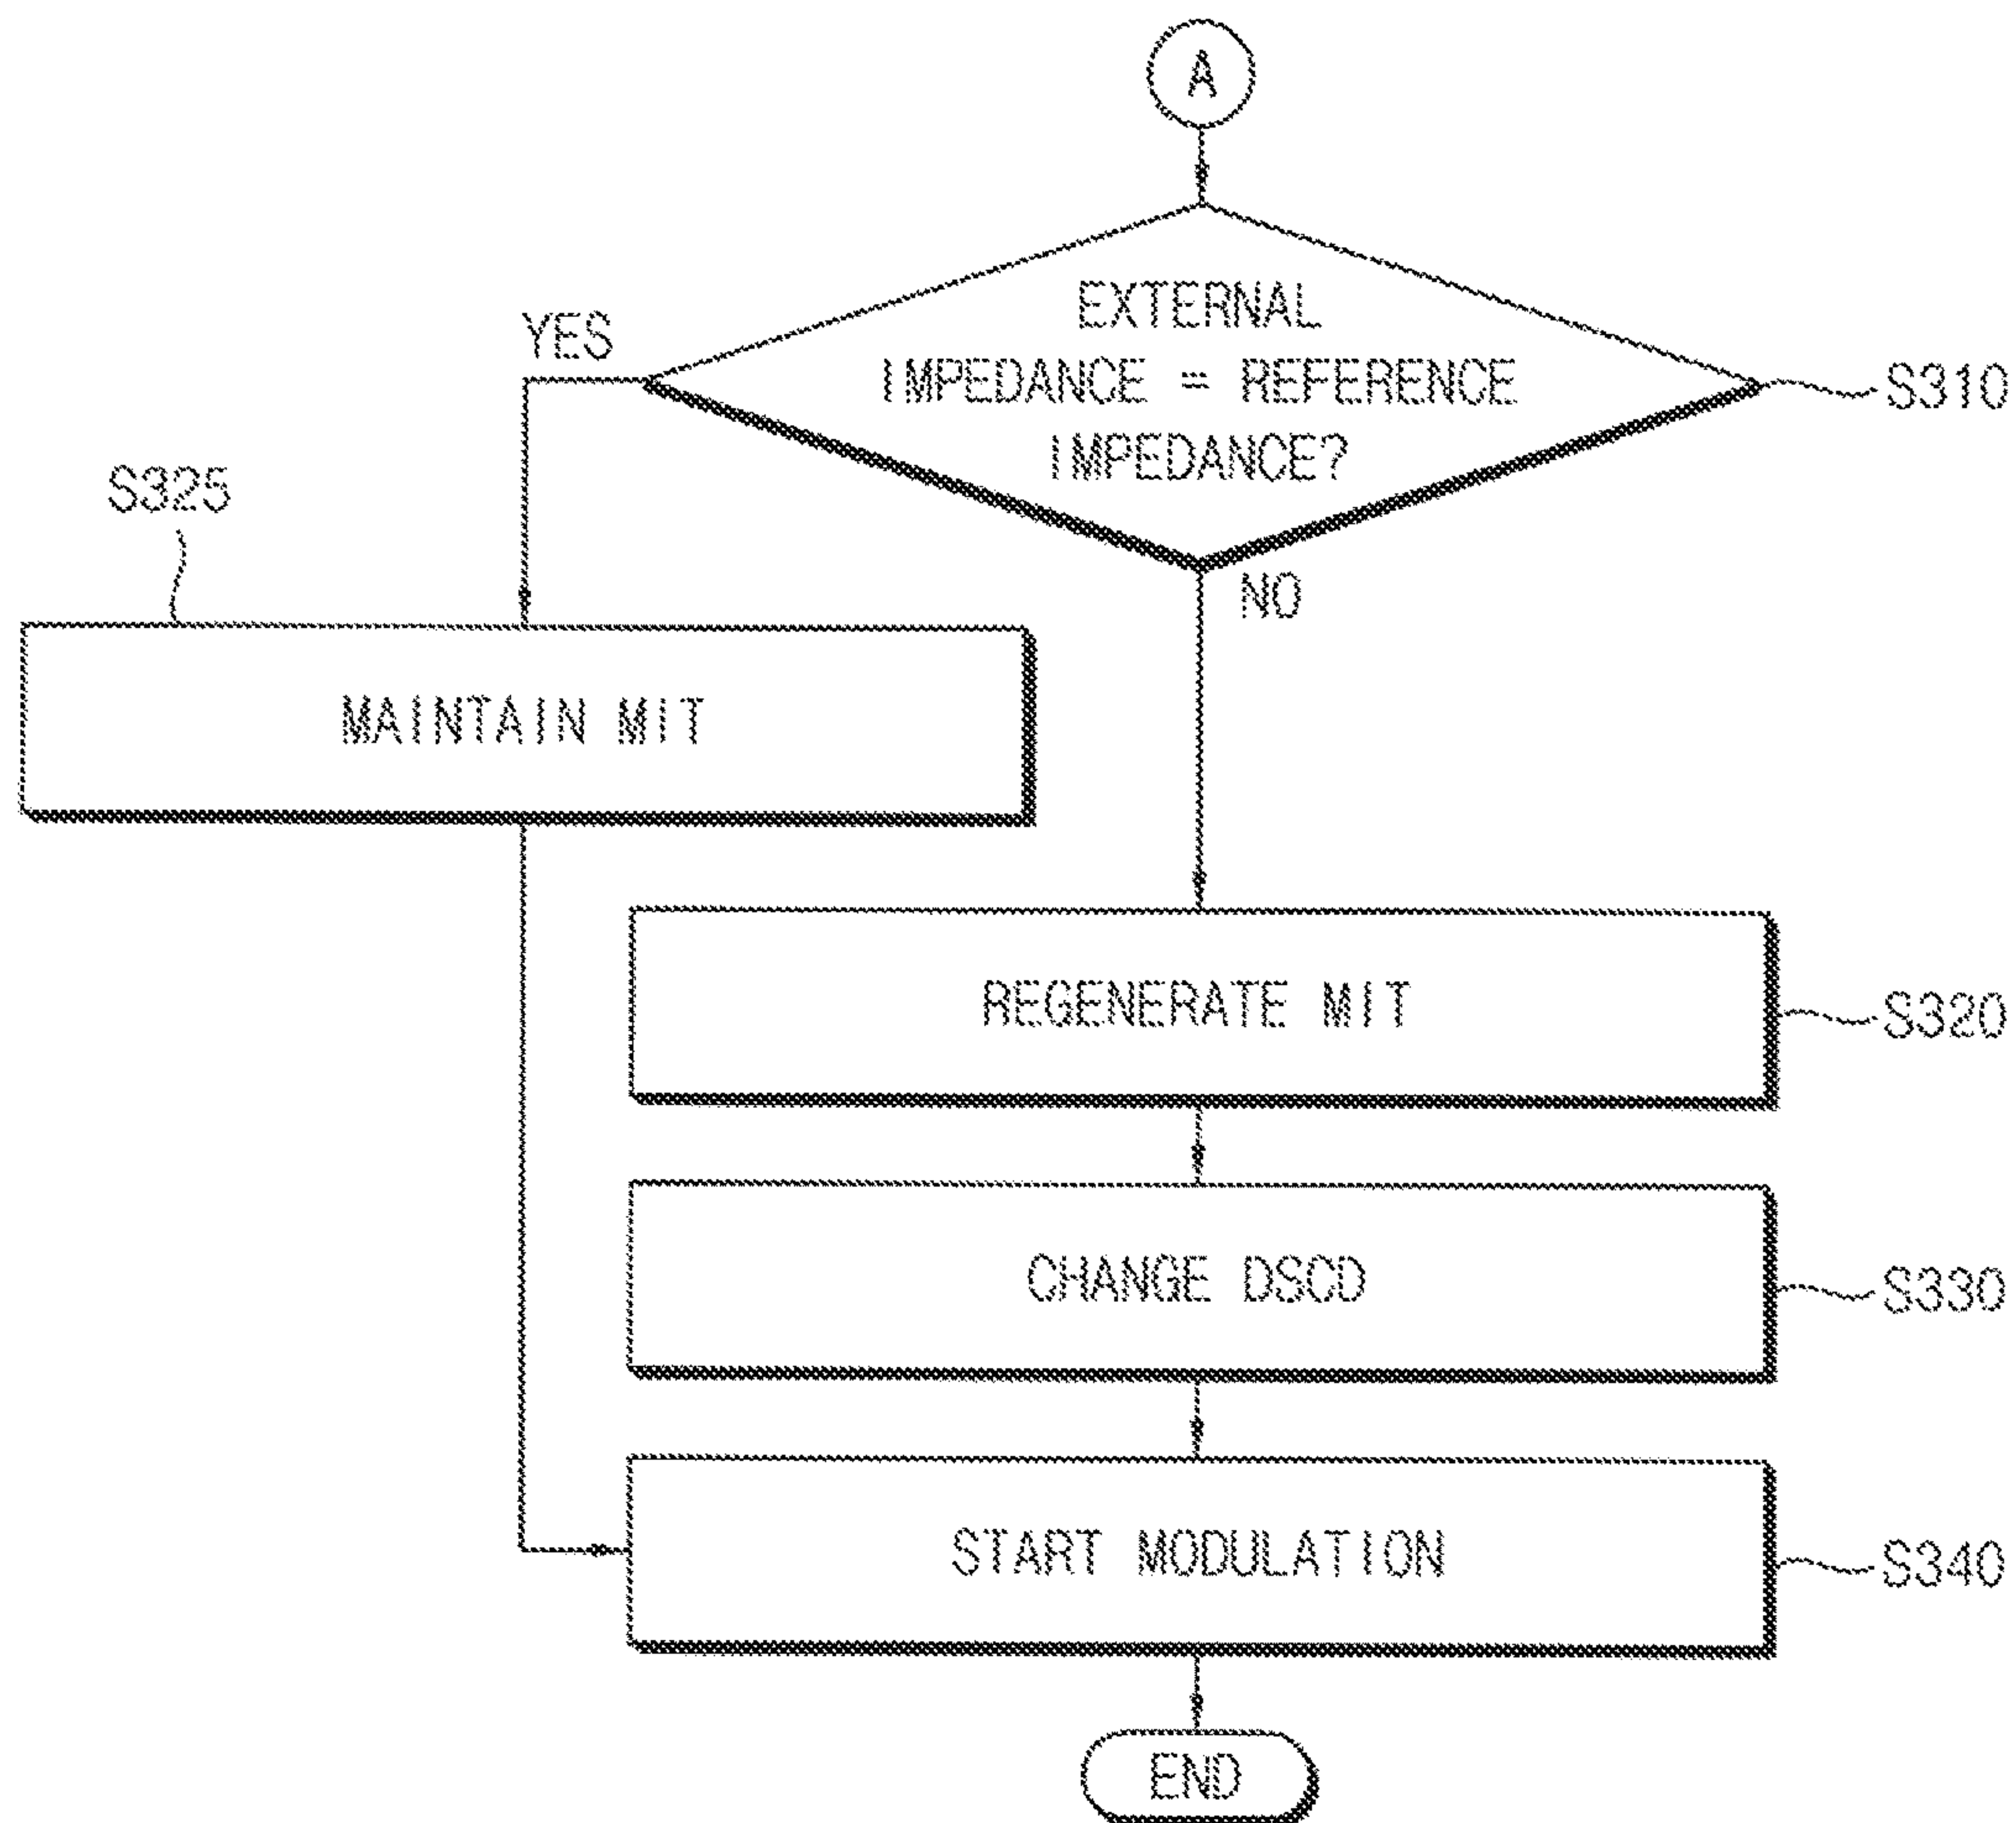 A
EXTERNAL
IMPEDANCE = REFERENCE
IMPEDANCE?
S310
YES
NO
S325
MAINTAIN MIT
REGENERATE MIT
S320
CHANGE DSCD
S330
START MODULATION
S340
END